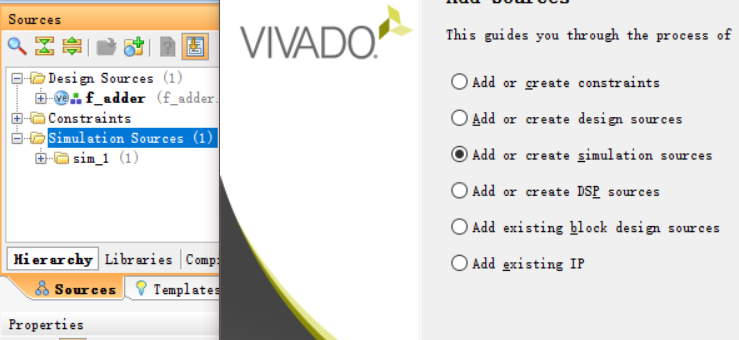 Sources
Design Sources (1)
f_adder (f_adder.
Constraints
Simulation Sources (1)
sim_1 (1)
Hierarchy Libraries Comp
Sources Templates
Properties
VIVADO
Add Sources
This guides you through the process of
Add or create constraints
Add or create design sources
Add or create simulation sources
Add or create DSP sources
Add existing block design sources
Add existing IP